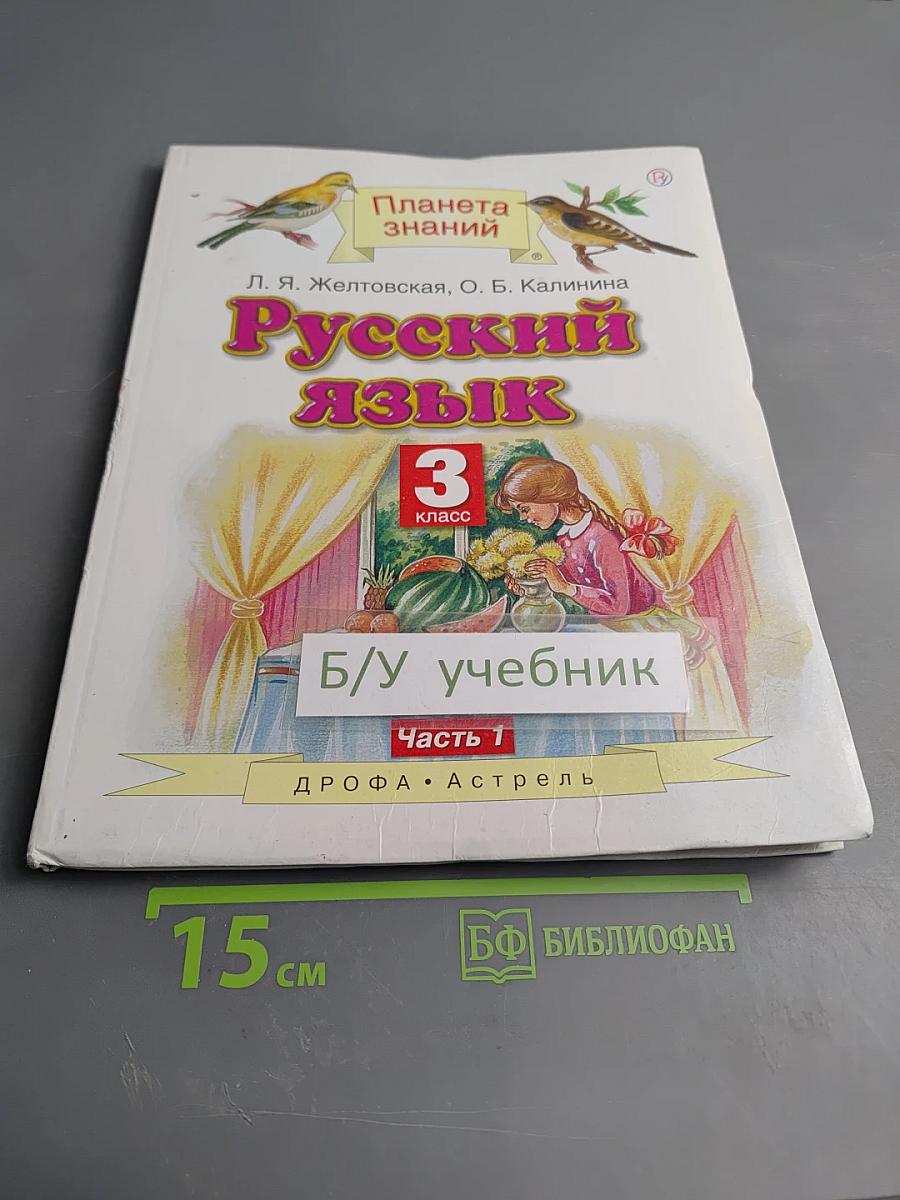 Планета
знаний
®
Л. Я. Желтовская, О. Б. Калинина
Русский
язык
3
класс
Б/У учебник
Часть 1
ДРОФА • Астрель
15 см
БФ БИБЛИОФАН